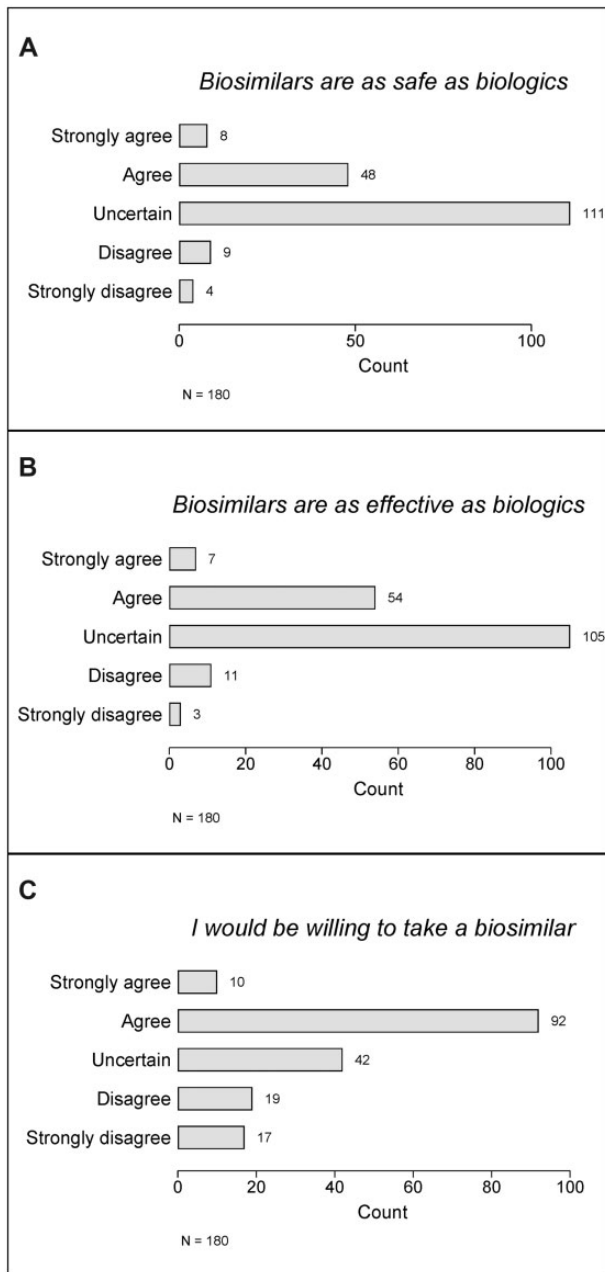 A
Biosimilars are as safe as biologics
Strongly agree 8
Agree 48
Uncertain 111
Disagree 9
Strongly disagree 4
0 50 100
Count
N = 180
B
Biosimilars are as effective as biologics
Strongly agree 7
Agree 54
Uncertain 105
Disagree 11
Strongly disagree 3
0 20 40 60 80 100
Count
N = 180
C
I would be willing to take a biosimilar
Strongly agree 10
Agree 92
Uncertain 42
Disagree 19
Strongly disagree 17
0 20 40 60 80 100
Count
N = 180